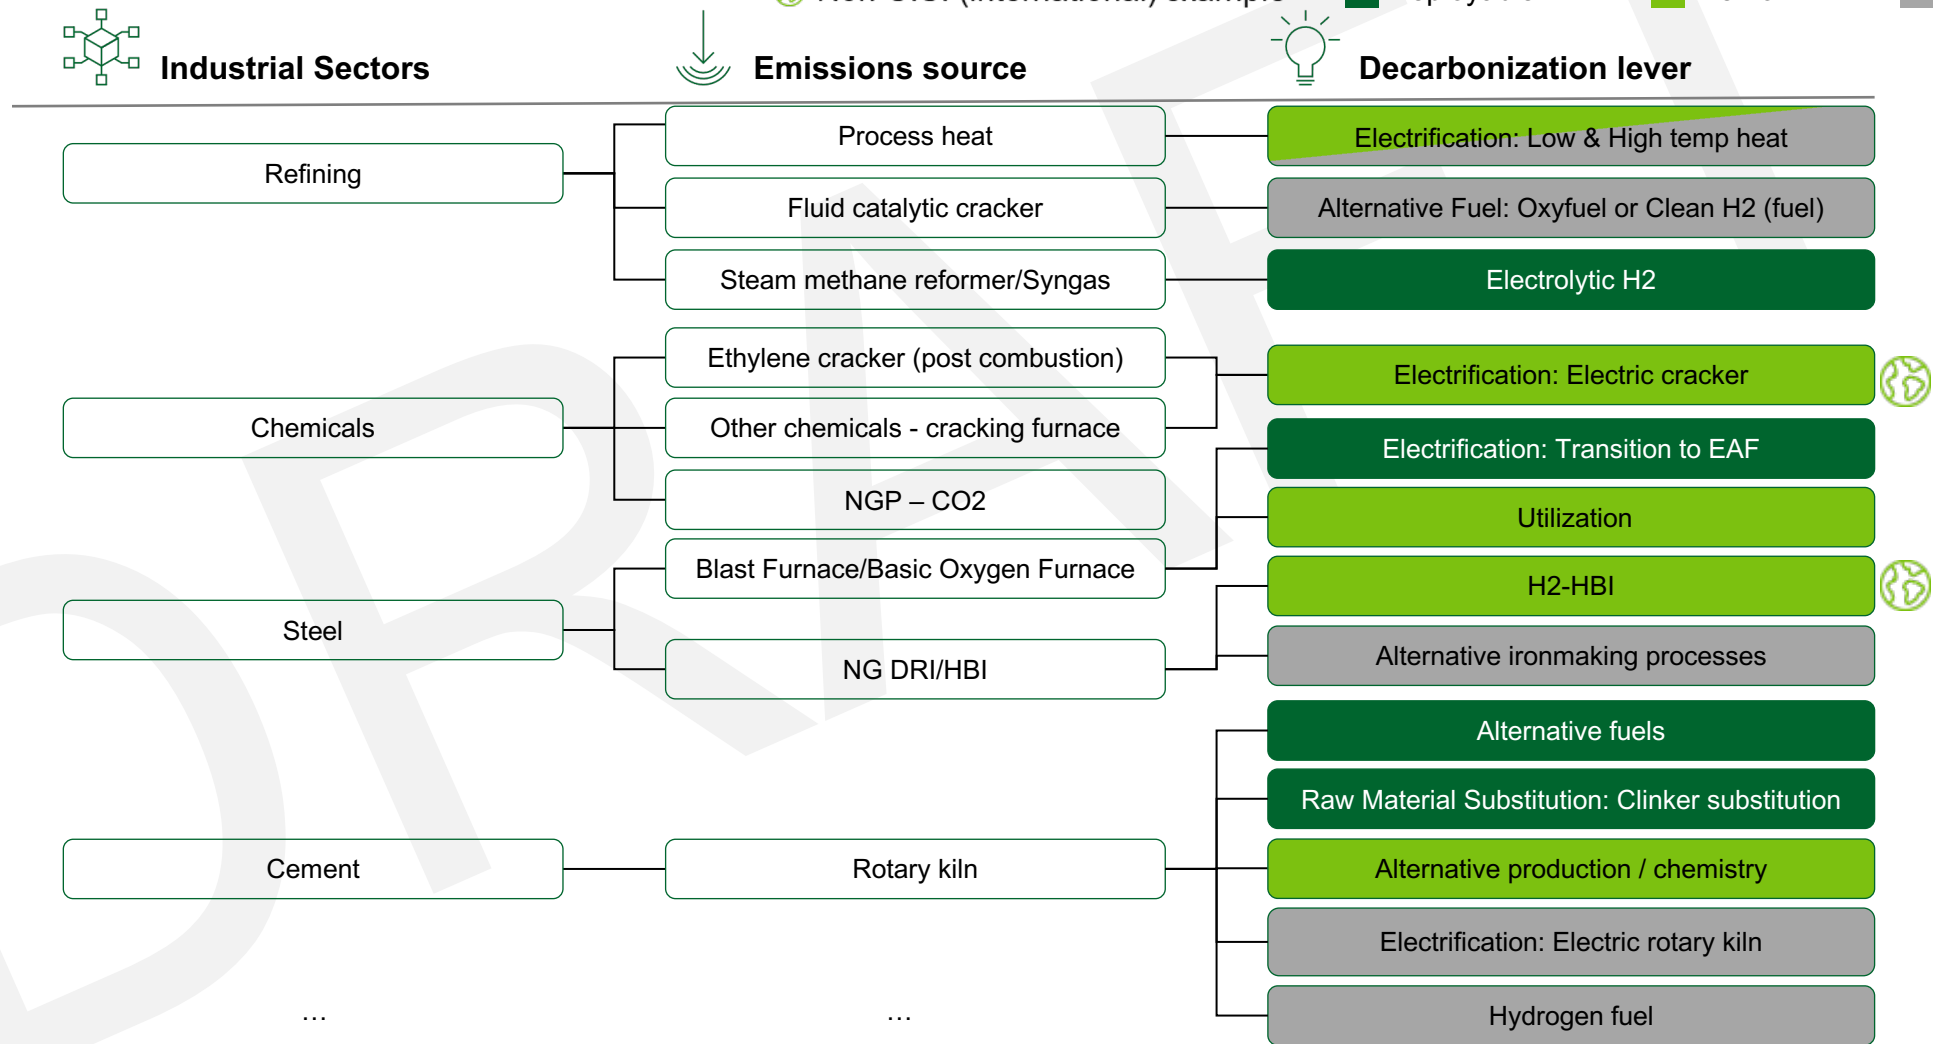 Industrial Sectors
Emissions source
Decarbonization lever
Refining
Process heat
Electrification: Low & High temp heat
Fluid catalytic cracker
Alternative Fuel: Oxyfuel or Clean H2 (fuel)
Steam methane reformer/Syngas
Electrolytic H2
Chemicals
Ethylene cracker (post combustion)
Other chemicals - cracking furnace
Electrification: Electric cracker
NGP – CO2
Steel
Blast Furnace/Basic Oxygen Furnace
Electrification: Transition to EAF
Utilization
NG DRI/HBI
H2-HBI
Alternative ironmaking processes
Cement
Rotary kiln
Alternative fuels
Raw Material Substitution: Clinker substitution
Alternative production / chemistry
Electrification: Electric rotary kiln
Hydrogen fuel
…
…
DRAFT